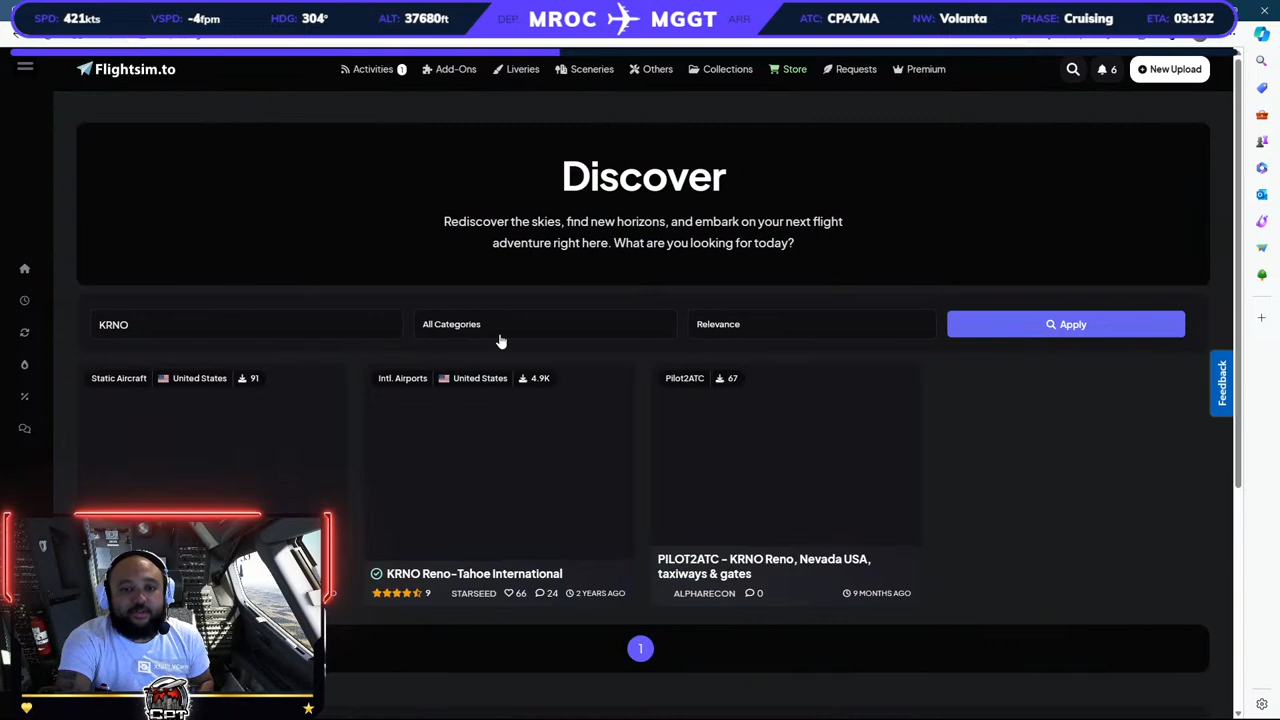 SPD: 421kts
VSPD: -4fpm
HDG: 304°
ALT: 37680ft
DEP MROC MGGT ARR
ATC: CPA7MA
NW: Volanta
PHASE: Cruising
ETA: 03:13Z
Flightsim.to
Activities 1
Add-Ons
Liveries
Sceneries
Others
Collections
Store
Requests
Premium
6
New Upload
Discover
Rediscover the skies, find new horizons, and embark on your next flight
adventure right here. What are you looking for today?
KRNO
All Categories
Relevance
Apply
Static Aircraft United States 91
Intl. Airports United States 4.9K
Pilot2ATC 67
Feedback
KRNO Reno-Tahoe International
9 STARSEED 66 24 2 YEARS AGO
PILOT2ATC - KRNO Reno, Nevada USA,
taxiways & gates
ALPHARECON 0 9 MONTHS AGO
1
CPT